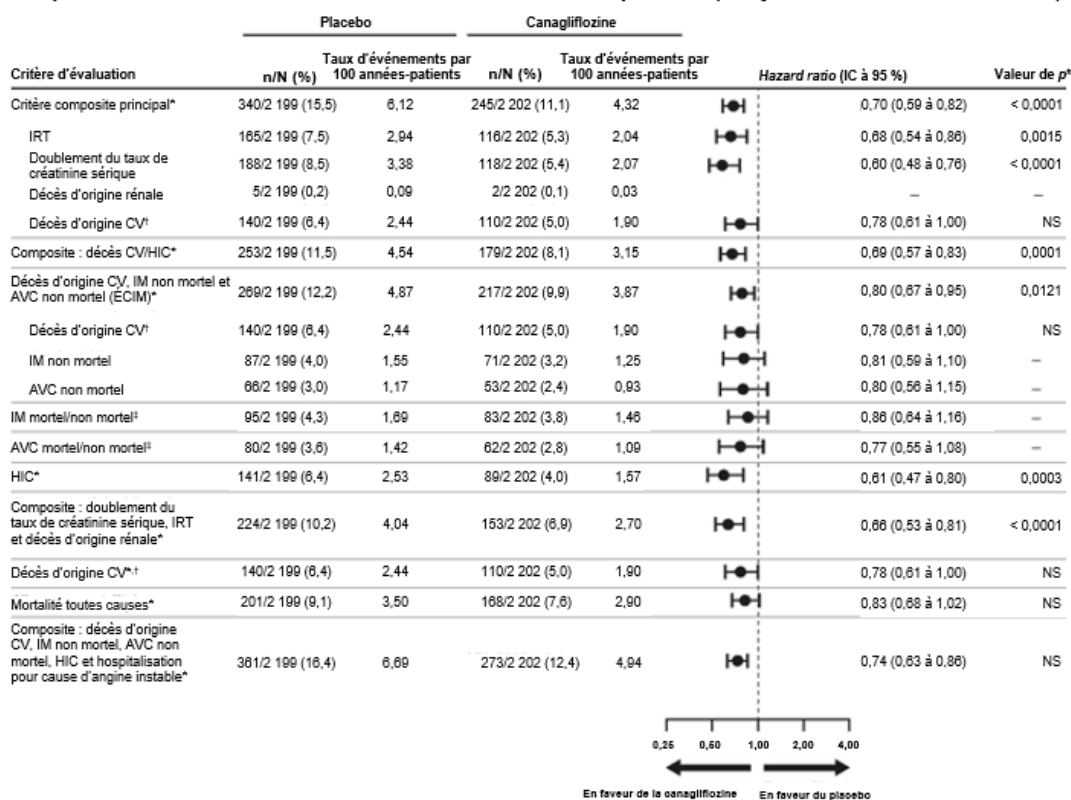 Placebo Canagliflozine
Critère d'évaluation n/N (%) Taux d'événements par 100 années-patients n/N (%) Taux d'événements par 100 années-patients Hazard ratio (IC à 95 %) Valeur de p*
Critère composite principal* 340/2 199 (15,5) 6,12 245/2 202 (11,1) 4,32 0,70 (0,59 à 0,82) < 0,0001
IRT 165/2 199 (7,5) 2,94 116/2 202 (5,3) 2,04 0,68 (0,54 à 0,86) 0,0015
Doublement du taux de
créatinine sérique 188/2 199 (8,5) 3,38 118/2 202 (5,4) 2,07 0,60 (0,48 à 0,76) < 0,0001
Décès d'origine rénale 5/2 199 (0,2) 0,09 2/2 202 (0,1) 0,03 – –
Décès d'origine CV† 140/2 199 (6,4) 2,44 110/2 202 (5,0) 1,90 0,78 (0,61 à 1,00) NS
Composite : décès CV/HIC* 253/2 199 (11,5) 4,54 179/2 202 (8,1) 3,15 0,69 (0,57 à 0,83) 0,0001
Décès d'origine CV, IM non mortel et
AVC non mortel (ÉCIM)* 269/2 199 (12,2) 4,87 217/2 202 (9,9) 3,87 0,80 (0,67 à 0,95) 0,0121
Décès d'origine CV† 140/2 199 (6,4) 2,44 110/2 202 (5,0) 1,90 0,78 (0,61 à 1,00) NS
IM non mortel 87/2 199 (4,0) 1,55 71/2 202 (3,2) 1,25 0,81 (0,59 à 1,10) –
AVC non mortel 66/2 199 (3,0) 1,17 53/2 202 (2,4) 0,93 0,80 (0,56 à 1,15) –
IM mortel/non mortel‡ 95/2 199 (4,3) 1,69 83/2 202 (3,8) 1,46 0,86 (0,64 à 1,16) –
AVC mortel/non mortel‡ 80/2 199 (3,6) 1,42 62/2 202 (2,8) 1,09 0,77 (0,55 à 1,08) –
HIC* 141/2 199 (6,4) 2,53 89/2 202 (4,0) 1,57 0,61 (0,47 à 0,80) 0,0003
Composite : doublement du
taux de créatinine sérique, IRT
et décès d'origine rénale* 224/2 199 (10,2) 4,04 153/2 202 (6,9) 2,70 0,66 (0,53 à 0,81) < 0,0001
Décès d'origine CV*,† 140/2 199 (6,4) 2,44 110/2 202 (5,0) 1,90 0,78 (0,61 à 1,00) NS
Mortalité toutes causes* 201/2 199 (9,1) 3,50 168/2 202 (7,6) 2,90 0,83 (0,68 à 1,02) NS
Composite : décès d'origine
CV, IM non mortel, AVC non
mortel, HIC et hospitalisation
pour cause d'angine instable* 361/2 199 (16,4) 6,69 273/2 202 (12,4) 4,94 0,74 (0,63 à 0,86) NS
0,25 0,50 1,00 2,00 4,00
En faveur de la canagliflozine En faveur du placebo